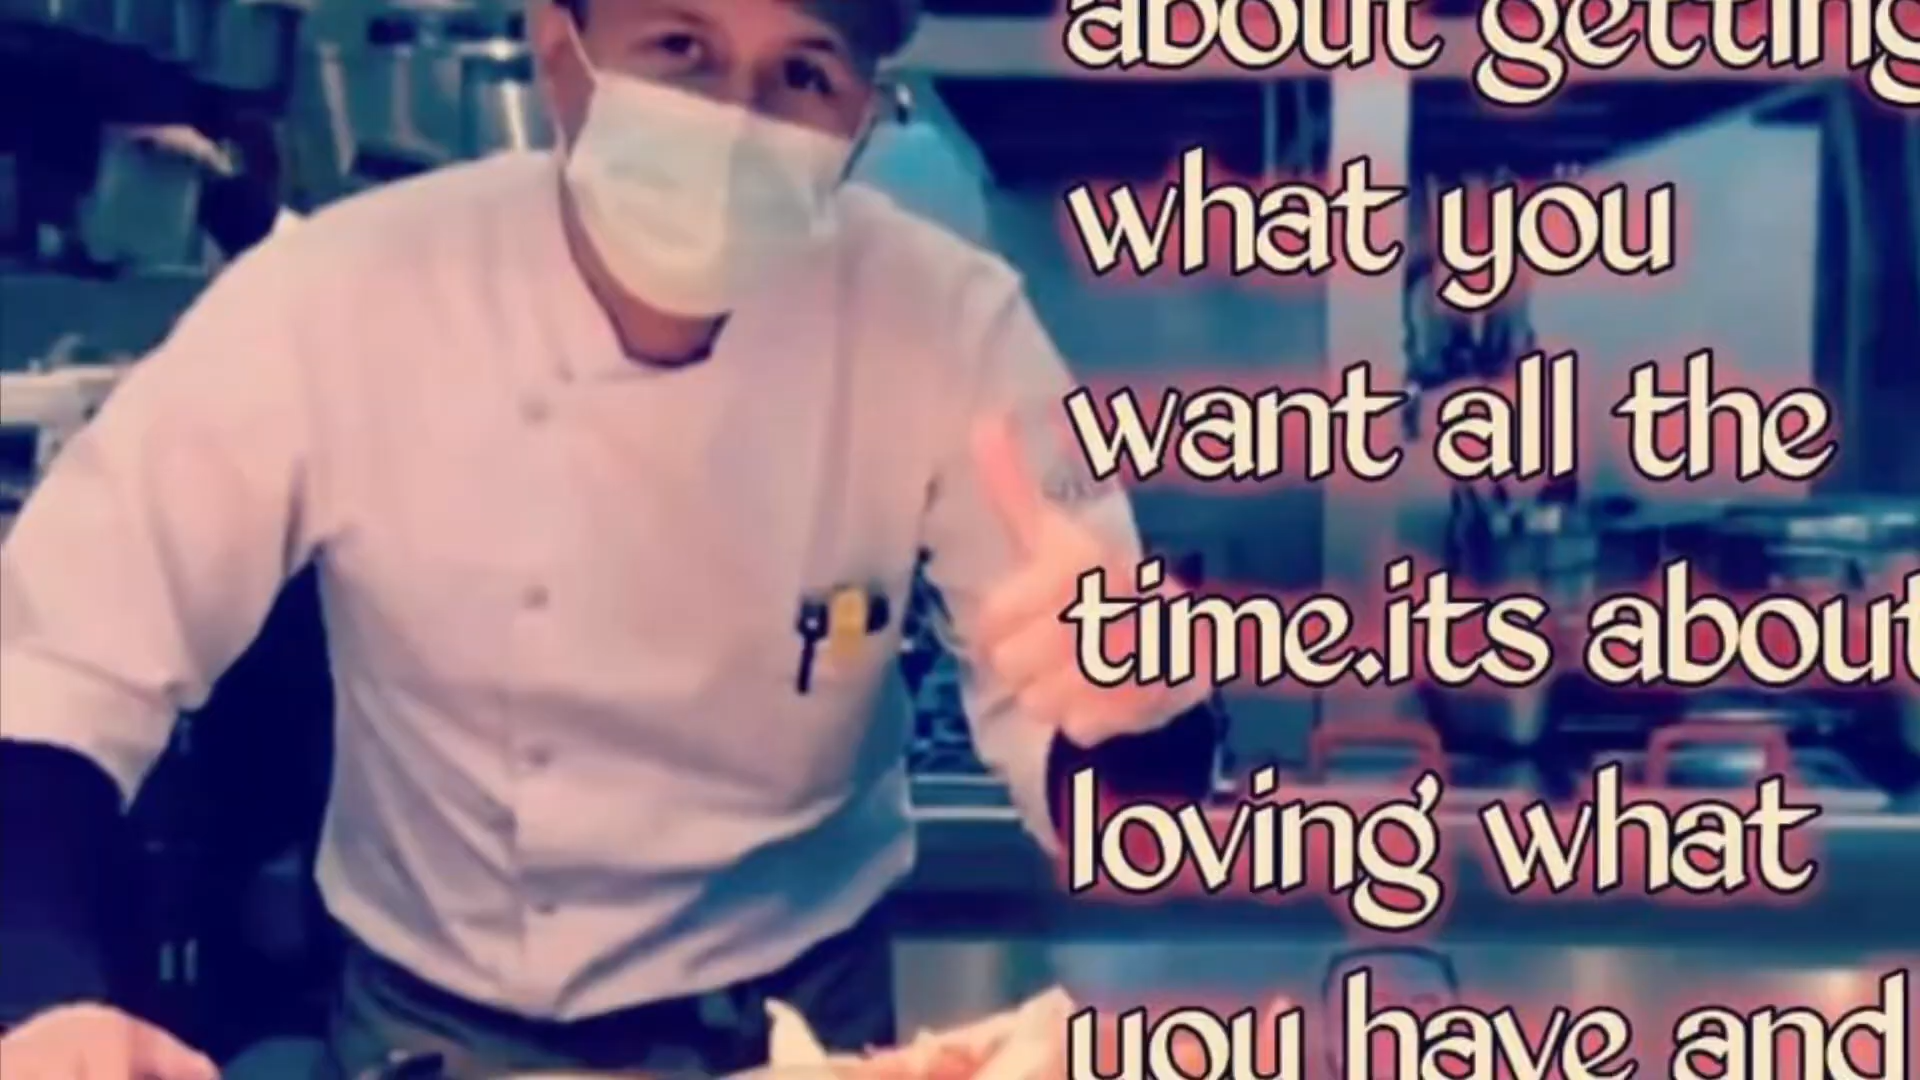 about getting
what you
want all the
time.its about
loving what
you have and